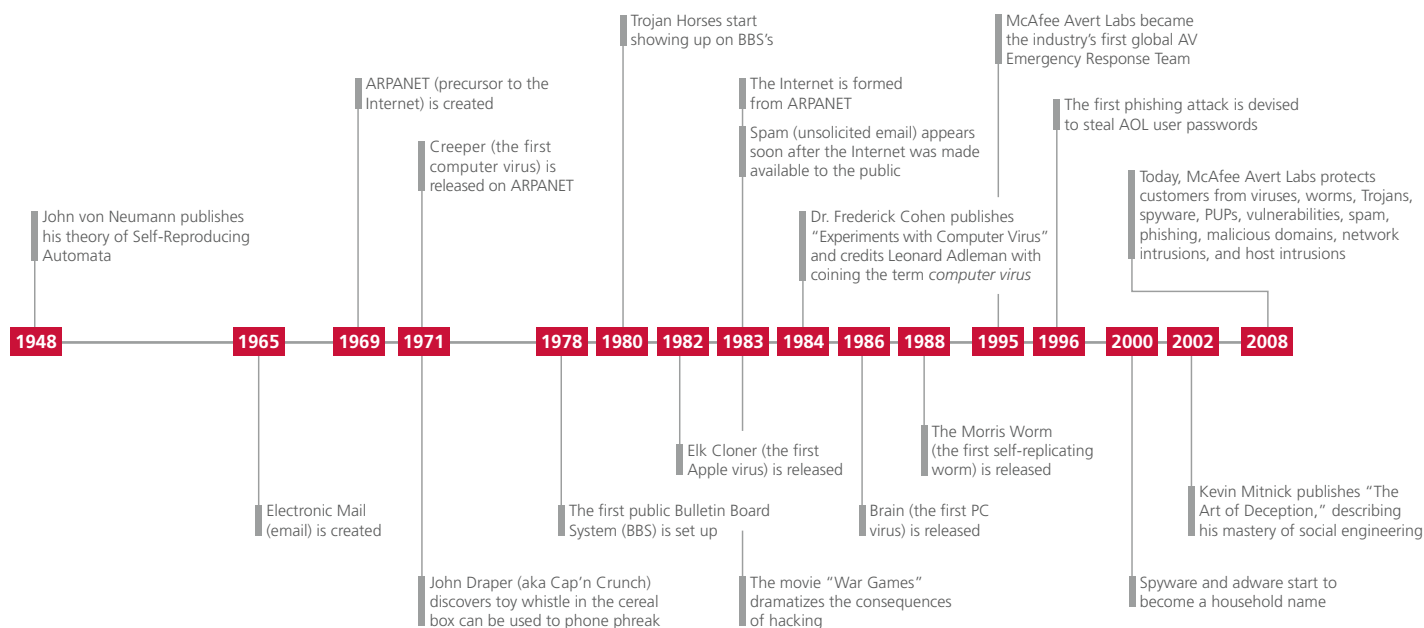 Trojan Horses start
showing up on BBS's
McAfee Avert Labs became
the industry's first global AV
Emergency Response Team
ARPANET (precursor to the
Internet) is created
The Internet is formed
from ARPANET
The first phishing attack is devised
to steal AOL user passwords
Creeper (the first
computer virus) is
released on ARPANET
Spam (unsolicited email) appears
soon after the Internet was made
available to the public
Today, McAfee Avert Labs protects
customers from viruses, worms, Trojans,
spyware, PUPs, vulnerabilities, spam,
phishing, malicious domains, network
intrusions, and host intrusions
John von Neumann publishes
his theory of Self-Reproducing
Automata
Dr. Frederick Cohen publishes
“Experiments with Computer Virus”
and credits Leonard Adleman with
coining the term computer virus
1948 1965 1969 1971 1978 1980 1982 1983 1984 1986 1988 1995 1996 2000 2002 2008
Elk Cloner (the first
Apple virus) is released
The Morris Worm
(the first self-replicating
worm) is released
Electronic Mail
(email) is created
The first public Bulletin Board
System (BBS) is set up
Brain (the first PC
virus) is released
Kevin Mitnick publishes “The
Art of Deception,” describing
his mastery of social engineering
John Draper (aka Cap'n Crunch)
discovers toy whistle in the cereal
box can be used to phone phreak
The movie “War Games”
dramatizes the consequences
of hacking
Spyware and adware start to
become a household name